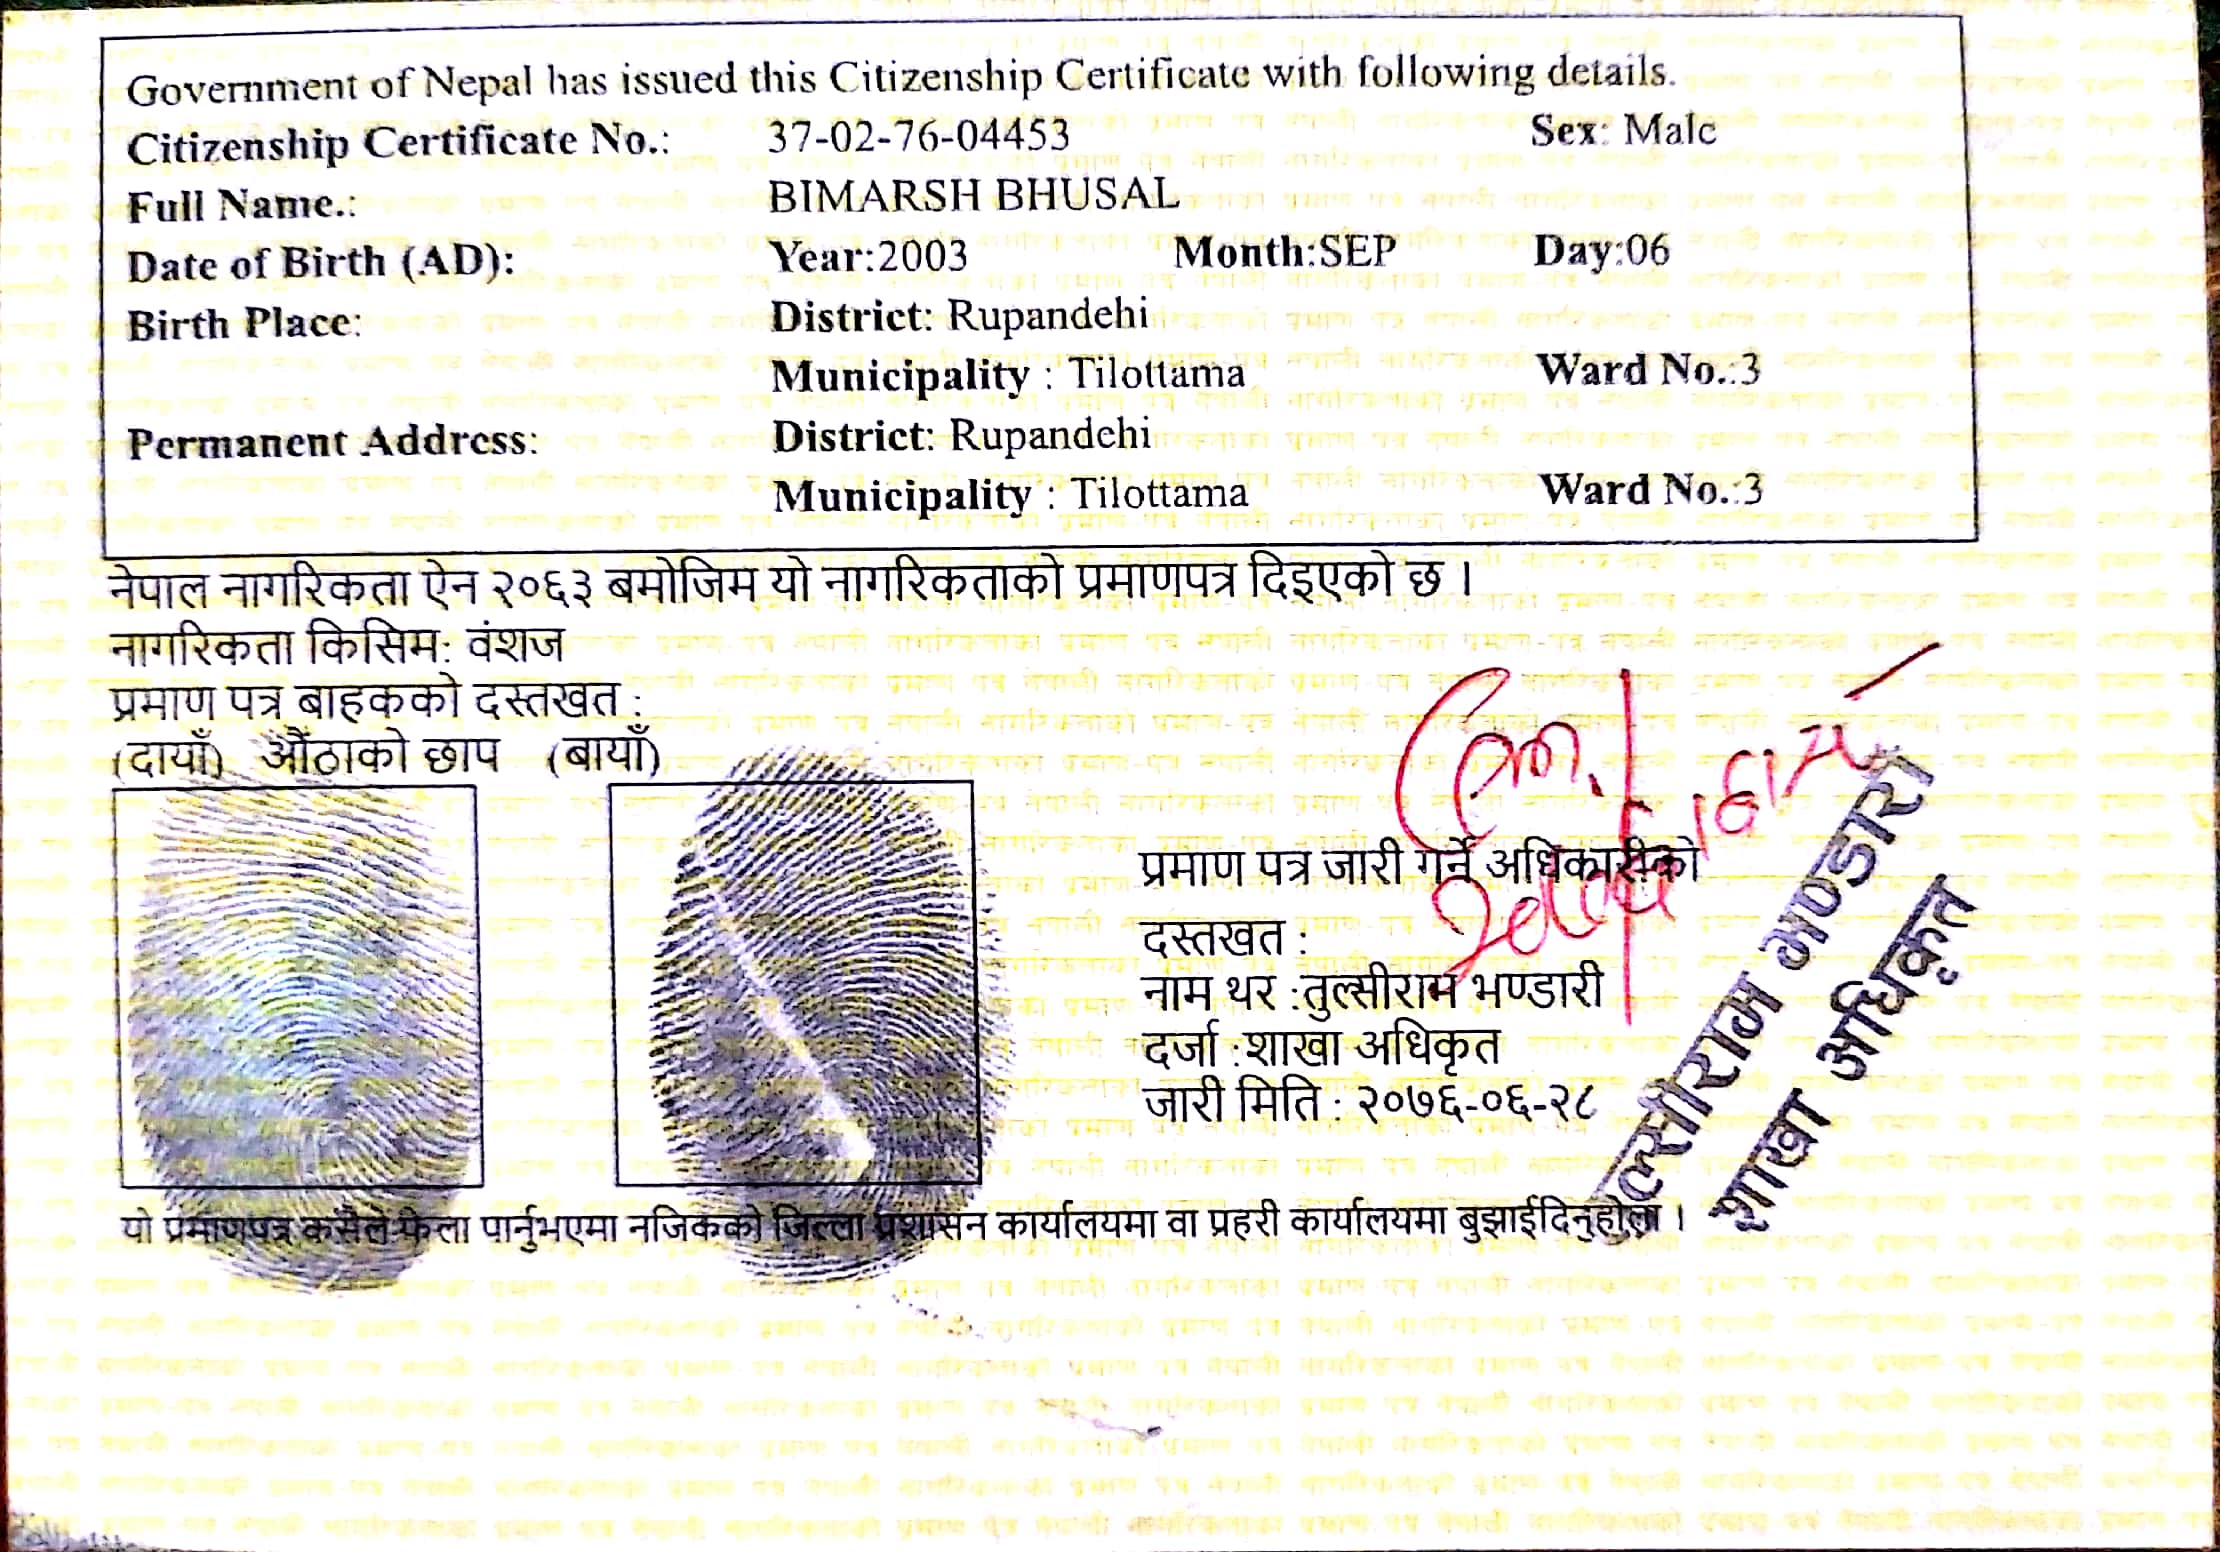 Government of Nepal has issued this Citizenship Certificate with following details.
Citizenship Certificate No.: 37-02-76-04453 Sex: Male
Full Name.: BIMARSH BHUSAL
Date of Birth (AD): Year:2003 Month:SEP Day:06
Birth Place: District: Rupandehi
Municipality : Tilottama Ward No.:3
Permanent Address: District: Rupandehi
Municipality : Tilottama Ward No.:3
नेपाल नागरिकता ऐन २०६३ बमोजिम यो नागरिकताको प्रमाणपत्र दिइएको छ ।
नागरिकता किसिम: वंशज
प्रमाण पत्र बाहकको दस्तखत :
(दायाँ) औंठाको छाप (बायाँ)
प्रमाण पत्र जारी गर्ने अधिकारीको
दस्तखत :
नाम थर :तुल्सीराम भण्डारी
दर्जा :शाखा अधिकृत
जारी मिति : २०७६-०६-२८
ल्सीराम भण्डारी
शाखा अधिकृत
यो प्रमाणपत्र कसैले फेला पार्नुभएमा नजिकको जिल्ला प्रशासन कार्यालयमा वा प्रहरी कार्यालयमा बुझाईदिनुहोला ।